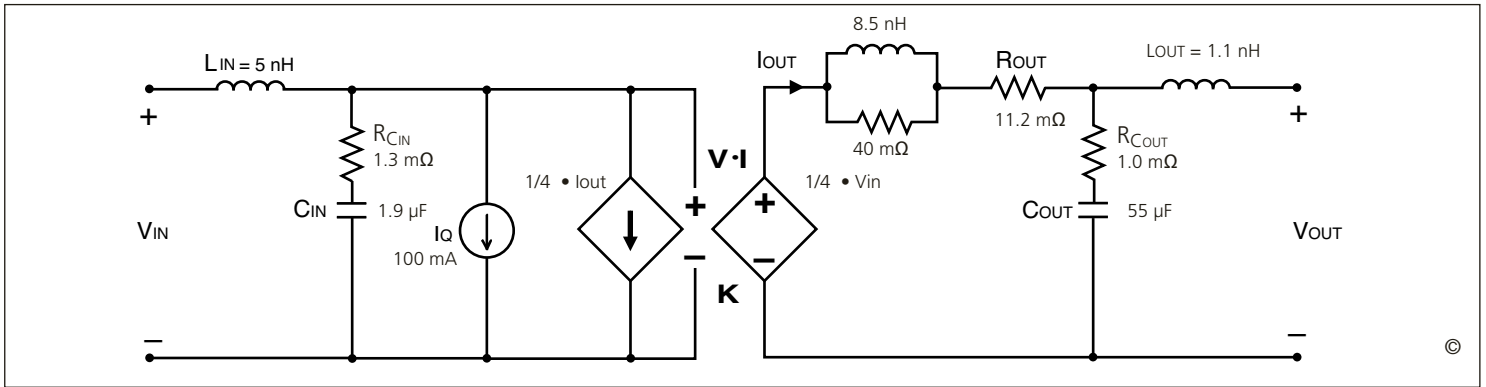 LIN = 5 nH
+
RCIN
1.3 mΩ
CIN
1.9 µF
VIN
−
IQ
100 mA
1/4 • Iout
+
−
V•I
K
1/4 • Vin
+
−
IOUT
8.5 nH
40 mΩ
ROUT
11.2 mΩ
RCOUT
1.0 mΩ
COUT
55 µF
LOUT = 1.1 nH
+
VOUT
−
©